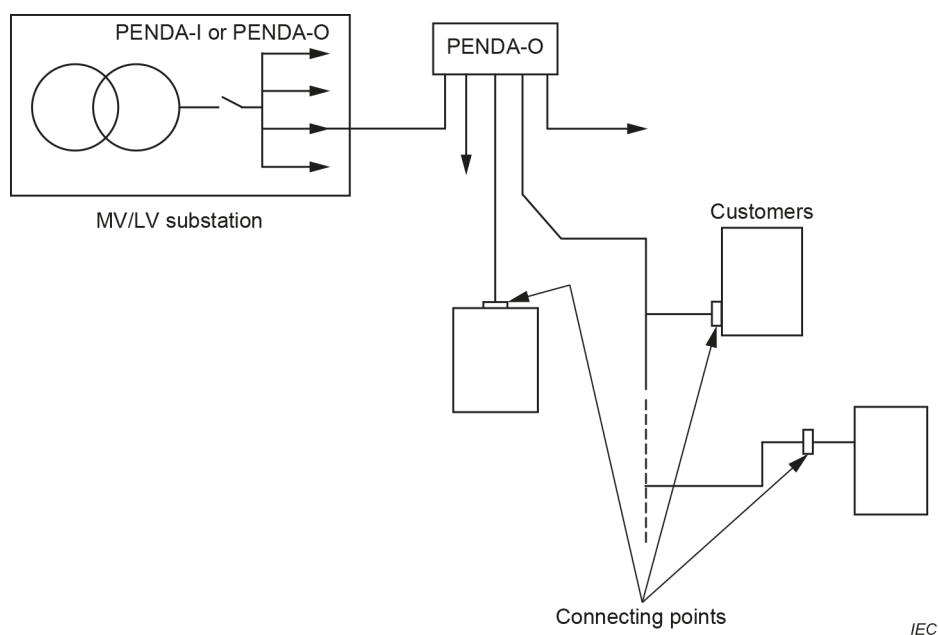 PENDA-I or PENDA-O
PENDA-O
MV/LV substation
Customers
Connecting points
IEC